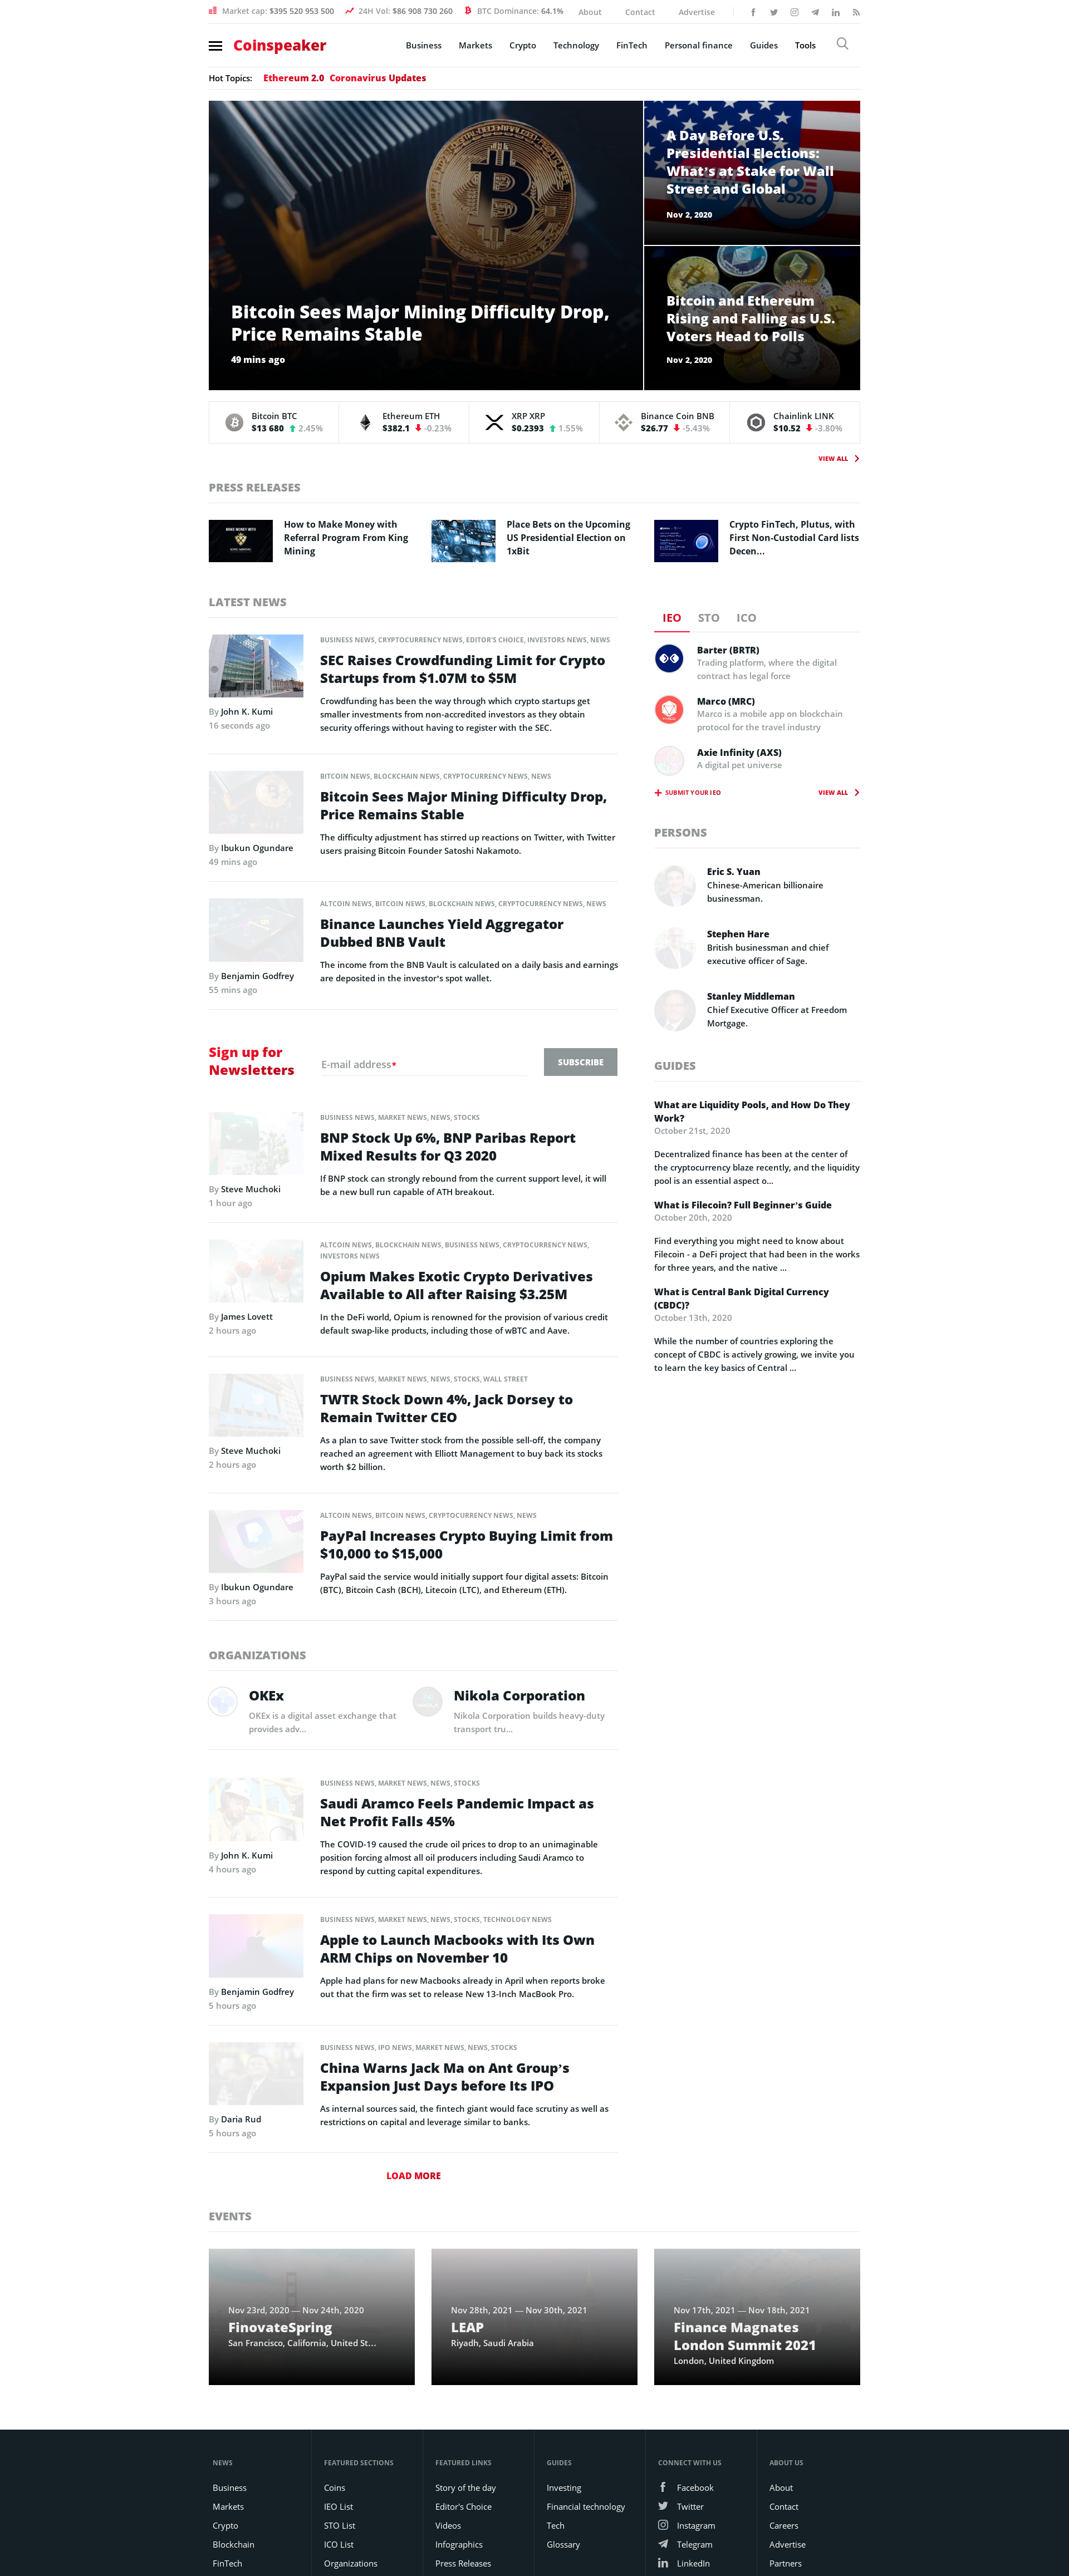 Market cap: $395 520 953 500 24H Vol: $86 908 730 260 BTC Dominance: 64.1% About Contact Advertise
Coinspeaker Business Markets Crypto Technology FinTech Personal finance Guides Tools
Hot Topics: Ethereum 2.0 Coronavirus Updates
Bitcoin Sees Major Mining Difficulty Drop,
Price Remains Stable
49 mins ago
A Day Before U.S.
Presidential Elections:
What's at Stake for Wall
Street and Global
Nov 2, 2020
Bitcoin and Ethereum
Rising and Falling as U.S.
Voters Head to Polls
Nov 2, 2020
Bitcoin BTC
$13 680 2.45%
Ethereum ETH
$382.1 -0.23%
XRP XRP
$0.2393 1.55%
Binance Coin BNB
$26.77 -5.43%
Chainlink LINK
$10.52 -3.80%
VIEW ALL
PRESS RELEASES
How to Make Money with
Referral Program From King
Mining
Place Bets on the Upcoming
US Presidential Election on
1xBit
Crypto FinTech, Plutus, with
First Non-Custodial Card lists
Decen...
LATEST NEWS
BUSINESS NEWS, CRYPTOCURRENCY NEWS, EDITOR'S CHOICE, INVESTORS NEWS, NEWS
SEC Raises Crowdfunding Limit for Crypto
Startups from $1.07M to $5M
Crowdfunding has been the way through which crypto startups get
smaller investments from non-accredited investors as they obtain
security offerings without having to register with the SEC.
By John K. Kumi
16 seconds ago
BITCOIN NEWS, BLOCKCHAIN NEWS, CRYPTOCURRENCY NEWS, NEWS
Bitcoin Sees Major Mining Difficulty Drop,
Price Remains Stable
The difficulty adjustment has stirred up reactions on Twitter, with Twitter
users praising Bitcoin Founder Satoshi Nakamoto.
By Ibukun Ogundare
49 mins ago
ALTCOIN NEWS, BITCOIN NEWS, BLOCKCHAIN NEWS, CRYPTOCURRENCY NEWS, NEWS
Binance Launches Yield Aggregator
Dubbed BNB Vault
The income from the BNB Vault is calculated on a daily basis and earnings
are deposited in the investor's spot wallet.
By Benjamin Godfrey
55 mins ago
Sign up for
Newsletters
E-mail address*
SUBSCRIBE
BUSINESS NEWS, MARKET NEWS, NEWS, STOCKS
BNP Stock Up 6%, BNP Paribas Report
Mixed Results for Q3 2020
If BNP stock can strongly rebound from the current support level, it will
be a new bull run capable of ATH breakout.
By Steve Muchoki
1 hour ago
ALTCOIN NEWS, BLOCKCHAIN NEWS, BUSINESS NEWS, CRYPTOCURRENCY NEWS,
INVESTORS NEWS
Opium Makes Exotic Crypto Derivatives
Available to All after Raising $3.25M
In the DeFi world, Opium is renowned for the provision of various credit
default swap-like products, including those of wBTC and Aave.
By James Lovett
2 hours ago
BUSINESS NEWS, MARKET NEWS, NEWS, STOCKS, WALL STREET
TWTR Stock Down 4%, Jack Dorsey to
Remain Twitter CEO
As a plan to save Twitter stock from the possible sell-off, the company
reached an agreement with Elliott Management to buy back its stocks
worth $2 billion.
By Steve Muchoki
2 hours ago
ALTCOIN NEWS, BITCOIN NEWS, CRYPTOCURRENCY NEWS, NEWS
PayPal Increases Crypto Buying Limit from
$10,000 to $15,000
PayPal said the service would initially support four digital assets: Bitcoin
(BTC), Bitcoin Cash (BCH), Litecoin (LTC), and Ethereum (ETH).
By Ibukun Ogundare
3 hours ago
ORGANIZATIONS
OKEx
OKEx is a digital asset exchange that
provides adv...
Nikola Corporation
Nikola Corporation builds heavy-duty
transport tru...
BUSINESS NEWS, MARKET NEWS, NEWS, STOCKS
Saudi Aramco Feels Pandemic Impact as
Net Profit Falls 45%
The COVID-19 caused the crude oil prices to drop to an unimaginable
position forcing almost all oil producers including Saudi Aramco to
respond by cutting capital expenditures.
By John K. Kumi
4 hours ago
BUSINESS NEWS, MARKET NEWS, NEWS, STOCKS, TECHNOLOGY NEWS
Apple to Launch Macbooks with Its Own
ARM Chips on November 10
Apple had plans for new Macbooks already in April when reports broke
out that the firm was set to release New 13-Inch MacBook Pro.
By Benjamin Godfrey
5 hours ago
BUSINESS NEWS, IPO NEWS, MARKET NEWS, NEWS, STOCKS
China Warns Jack Ma on Ant Group's
Expansion Just Days before Its IPO
As internal sources said, the fintech giant would face scrutiny as well as
restrictions on capital and leverage similar to banks.
By Daria Rud
5 hours ago
LOAD MORE
IEO STO ICO
Barter (BRTR)
Trading platform, where the digital
contract has legal force
Marco (MRC)
Marco is a mobile app on blockchain
protocol for the travel industry
Axie Infinity (AXS)
A digital pet universe
SUBMIT YOUR IEO VIEW ALL
PERSONS
Eric S. Yuan
Chinese-American billionaire
businessman.
Stephen Hare
British businessman and chief
executive officer of Sage.
Stanley Middleman
Chief Executive Officer at Freedom
Mortgage.
GUIDES
What are Liquidity Pools, and How Do They
Work?
October 21st, 2020
Decentralized finance has been at the center of
the cryptocurrency blaze recently, and the liquidity
pool is an essential aspect o...
What is Filecoin? Full Beginner's Guide
October 20th, 2020
Find everything you might need to know about
Filecoin - a DeFi project that had been in the works
for three years, and the native ...
What is Central Bank Digital Currency
(CBDC)?
October 13th, 2020
While the number of countries exploring the
concept of CBDC is actively growing, we invite you
to learn the key basics of Central ...
EVENTS
Nov 23rd, 2020 — Nov 24th, 2020
FinovateSpring
San Francisco, California, United St...
Nov 28th, 2021 — Nov 30th, 2021
LEAP
Riyadh, Saudi Arabia
Nov 17th, 2021 — Nov 18th, 2021
Finance Magnates
London Summit 2021
London, United Kingdom
NEWS
Business
Markets
Crypto
Blockchain
FinTech
FEATURED SECTIONS
Coins
IEO List
STO List
ICO List
Organizations
FEATURED LINKS
Story of the day
Editor's Choice
Videos
Infographics
Press Releases
GUIDES
Investing
Financial technology
Tech
Glossary
CONNECT WITH US
Facebook
Twitter
Instagram
Telegram
LinkedIn
ABOUT US
About
Contact
Careers
Advertise
Partners